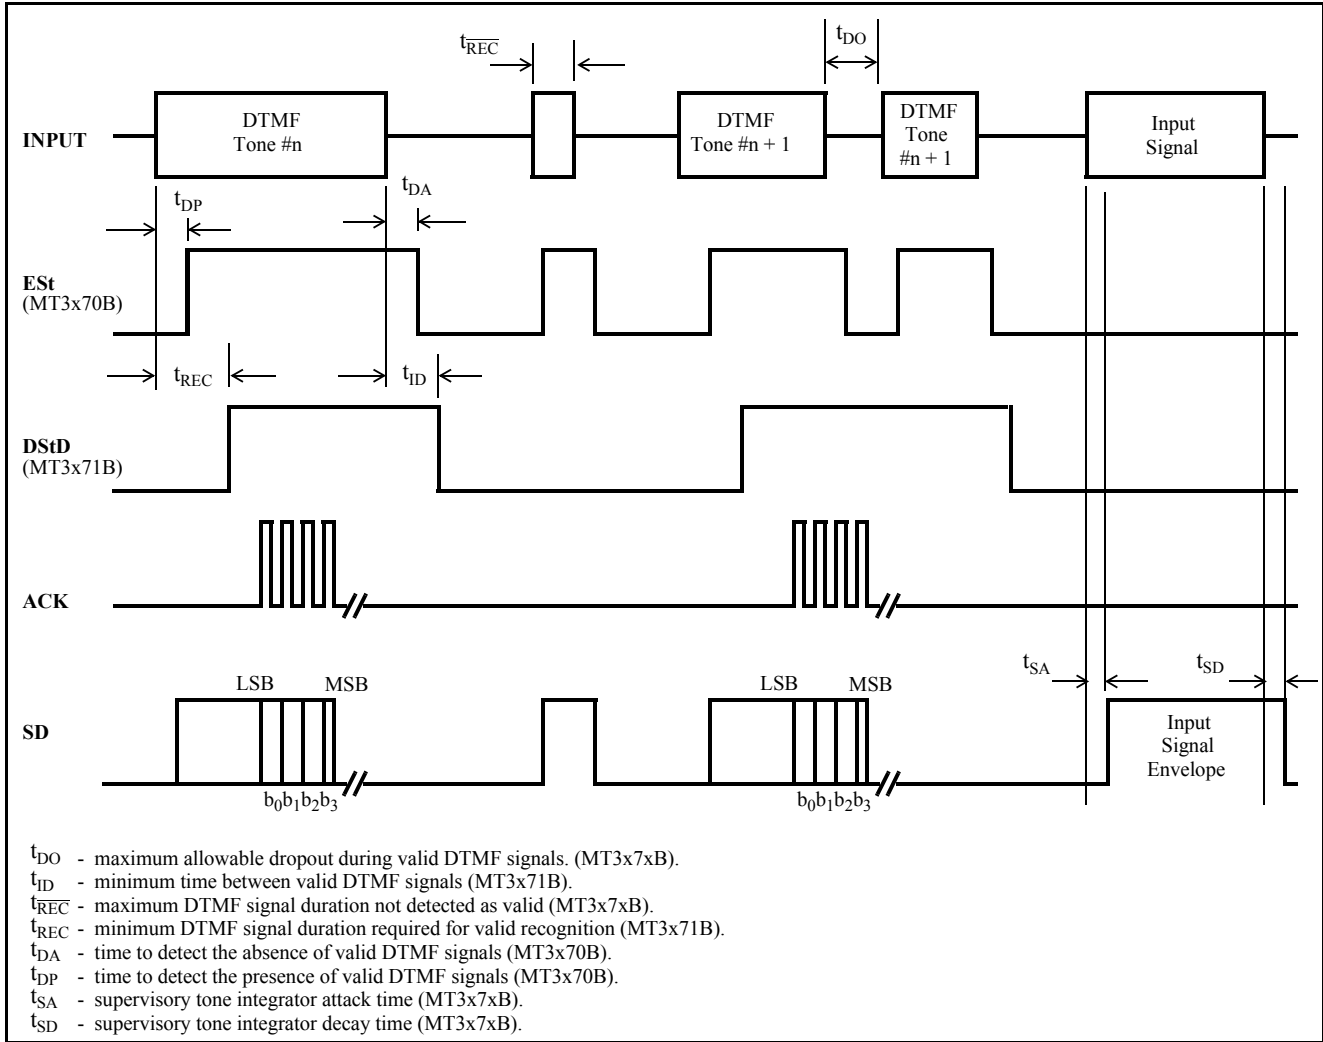 t_REC
t_DO
INPUT
DTMF
Tone #n
DTMF
Tone #n + 1
DTMF
Tone
#n + 1
Input
Signal
t_DP
t_DA
ESt
(MT3x70B)
t_REC
t_ID
DStD
(MT3x71B)
ACK
t_SA
t_SD
LSB
MSB
LSB
MSB
SD
Input
Signal
Envelope
b0b1b2b3
b0b1b2b3
t_DO - maximum allowable dropout during valid DTMF signals. (MT3x7xB).
t_ID - minimum time between valid DTMF signals (MT3x71B).
t_REC - maximum DTMF signal duration not detected as valid (MT3x7xB).
t_REC - minimum DTMF signal duration required for valid recognition (MT3x71B).
t_DA - time to detect the absence of valid DTMF signals (MT3x70B).
t_DP - time to detect the presence of valid DTMF signals (MT3x70B).
t_SA - supervisory tone integrator attack time (MT3x7xB).
t_SD - supervisory tone integrator decay time (MT3x7xB).